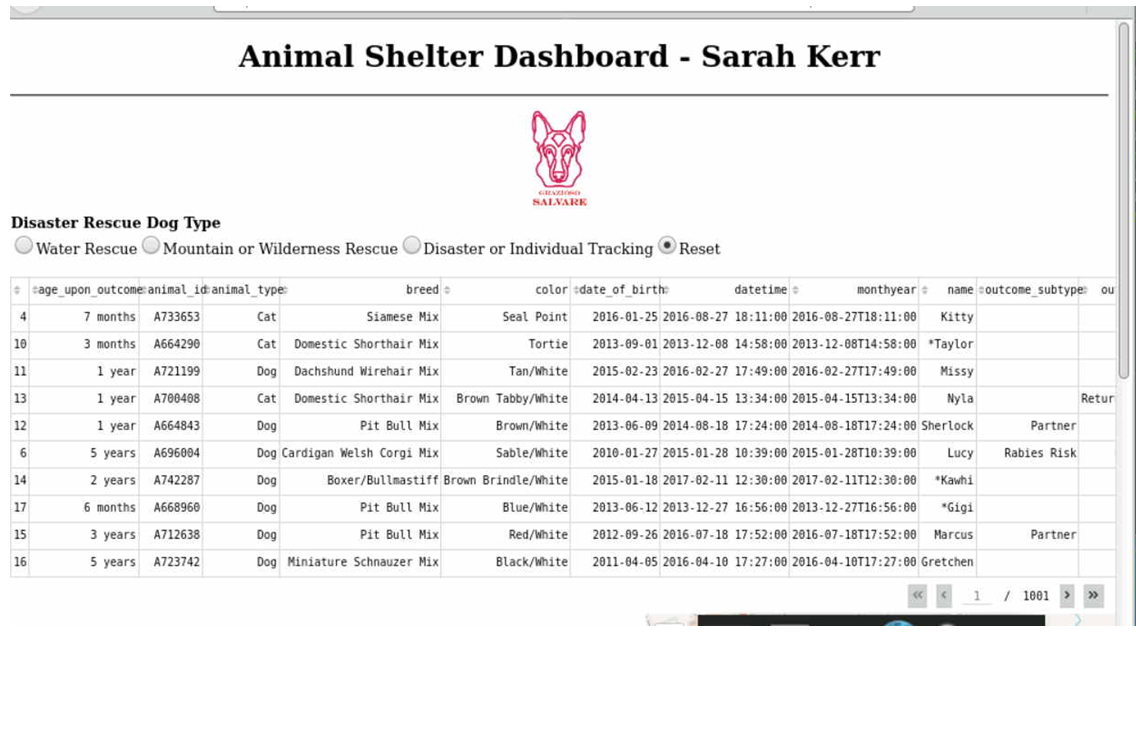 Animal Shelter Dashboard - Sarah Kerr
GRAZIOSO
SALVARE
Disaster Rescue Dog Type
Water Rescue Mountain or Wilderness Rescue Disaster or Individual Tracking Reset
age_upon_outcome animal_id animal_type breed color date_of_birth datetime monthyear name outcome_subtype ou
4 7 months A733653 Cat Siamese Mix Seal Point 2016-01-25 2016-08-27 18:11:00 2016-08-27T18:11:00 Kitty
10 3 months A664290 Cat Domestic Shorthair Mix Tortie 2013-09-01 2013-12-08 14:58:00 2013-12-08T14:58:00 *Taylor
11 1 year A721199 Dog Dachshund Wirehair Mix Tan/White 2015-02-23 2016-02-27 17:49:00 2016-02-27T17:49:00 Missy
13 1 year A700408 Cat Domestic Shorthair Mix Brown Tabby/White 2014-04-13 2015-04-15 13:34:00 2015-04-15T13:34:00 Nyla Retur
12 1 year A664843 Dog Pit Bull Mix Brown/White 2013-06-09 2014-08-18 17:24:00 2014-08-18T17:24:00 Sherlock Partner
6 5 years A696004 Dog Cardigan Welsh Corgi Mix Sable/White 2010-01-27 2015-01-28 10:39:00 2015-01-28T10:39:00 Lucy Rabies Risk
14 2 years A742287 Dog Boxer/Bullmastiff Brown Brindle/White 2015-01-18 2017-02-11 12:30:00 2017-02-11T12:30:00 *Kawhi
17 6 months A668960 Dog Pit Bull Mix Blue/White 2013-06-12 2013-12-27 16:56:00 2013-12-27T16:56:00 *Gigi
15 3 years A712638 Dog Pit Bull Mix Red/White 2012-09-26 2016-07-18 17:52:00 2016-07-18T17:52:00 Marcus Partner
16 5 years A723742 Dog Miniature Schnauzer Mix Black/White 2011-04-05 2016-04-10 17:27:00 2016-04-10T17:27:00 Gretchen
« ‹ 1 / 1001 › »